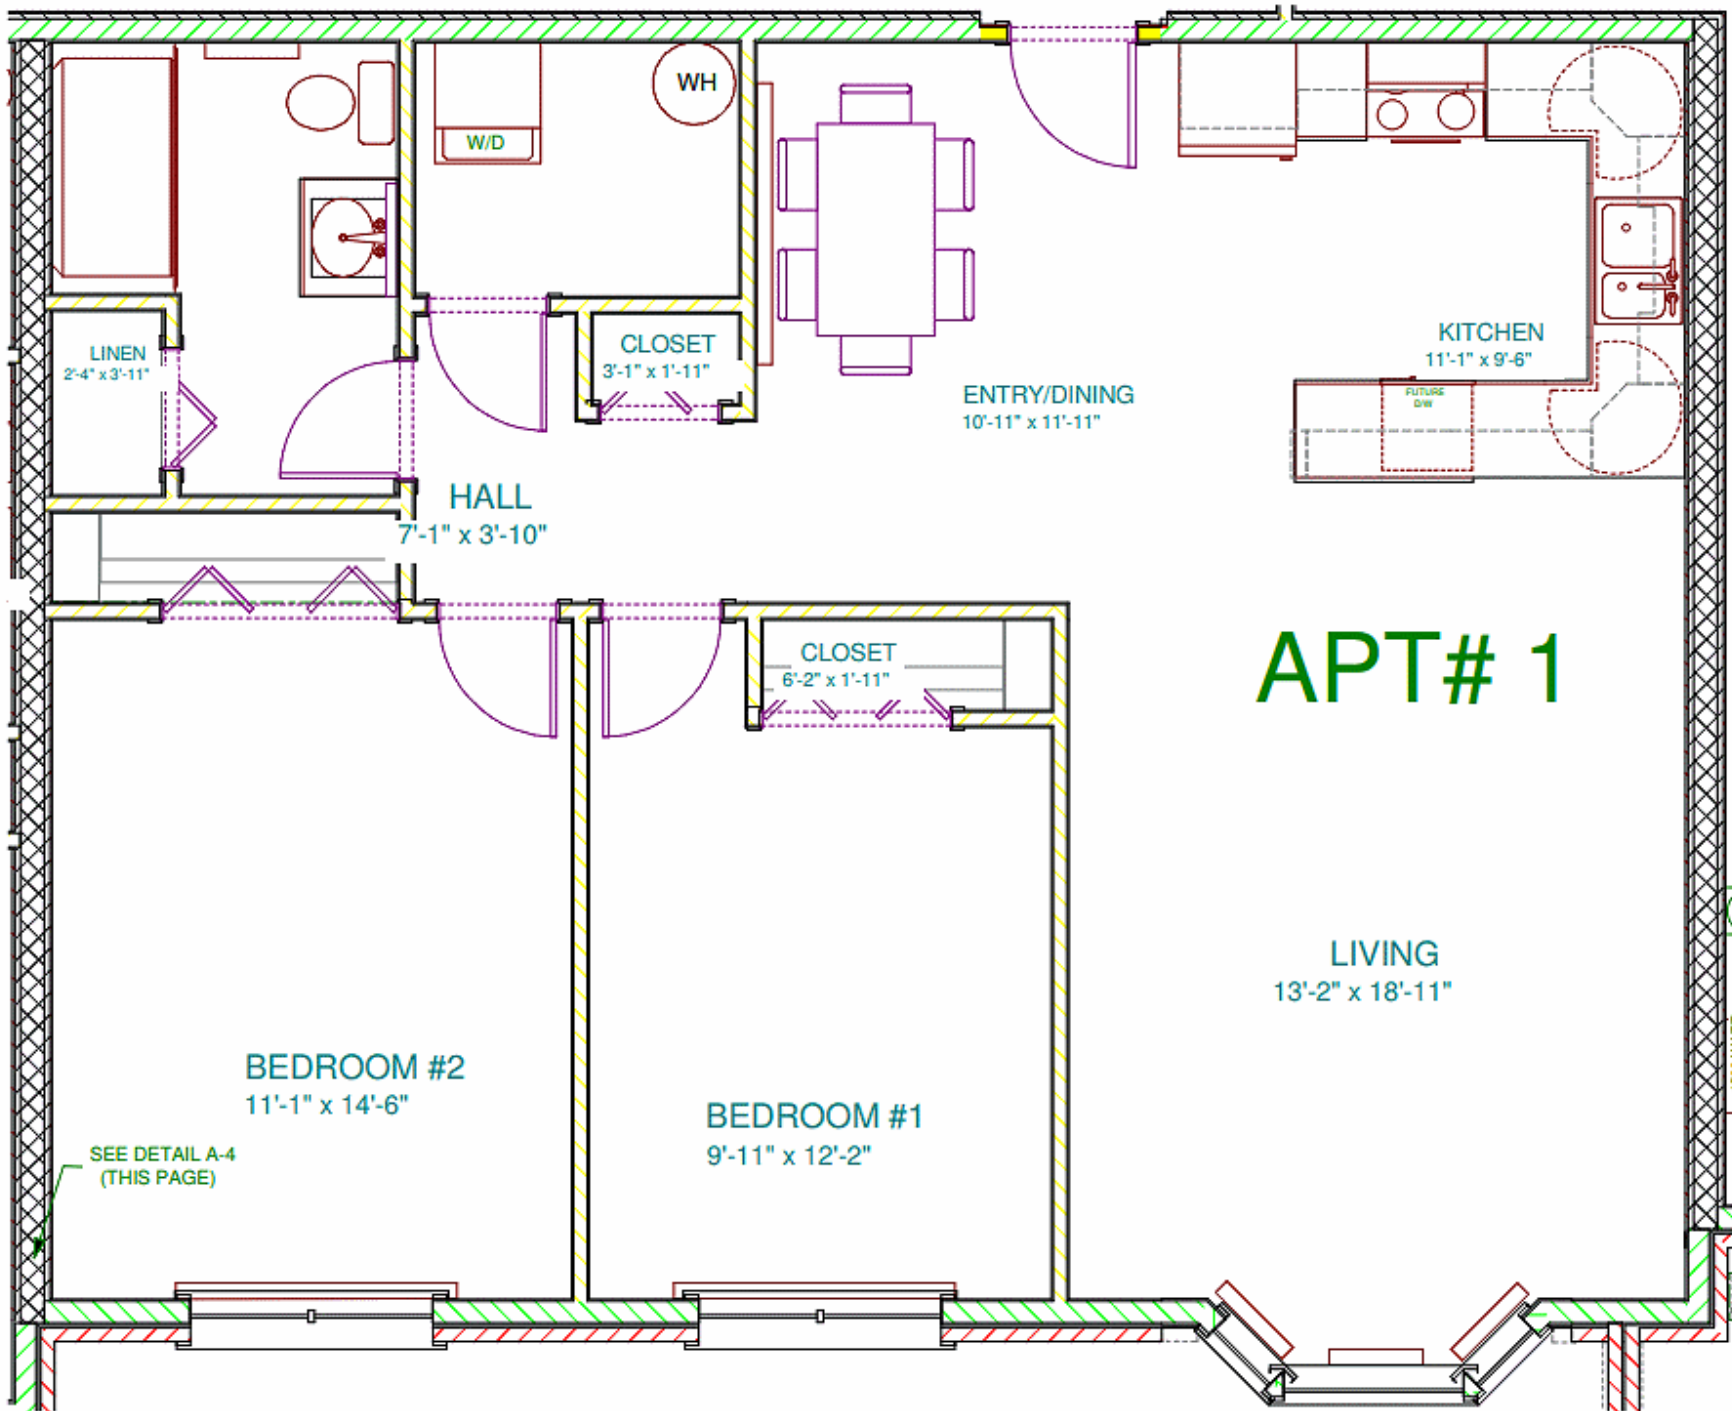 WH
W/D
LINEN
2'-4" x 3'-11"
CLOSET
3'-1" x 1'-11"
KITCHEN
11'-1" x 9'-6"
FUTURE
D/W
ENTRY/DINING
10'-11" x 11'-11"
HALL
7'-1" x 3'-10"
CLOSET
6'-2" x 1'-11"
APT# 1
LIVING
13'-2" x 18'-11"
BEDROOM #2
11'-1" x 14'-6"
BEDROOM #1
9'-11" x 12'-2"
SEE DETAIL A-4
(THIS PAGE)